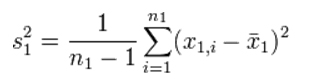 $s_1^2 = \frac{1}{n_1 - 1} \sum_{i=1}^{n_1} (x_{1,i} - \bar{x}_1)^2$